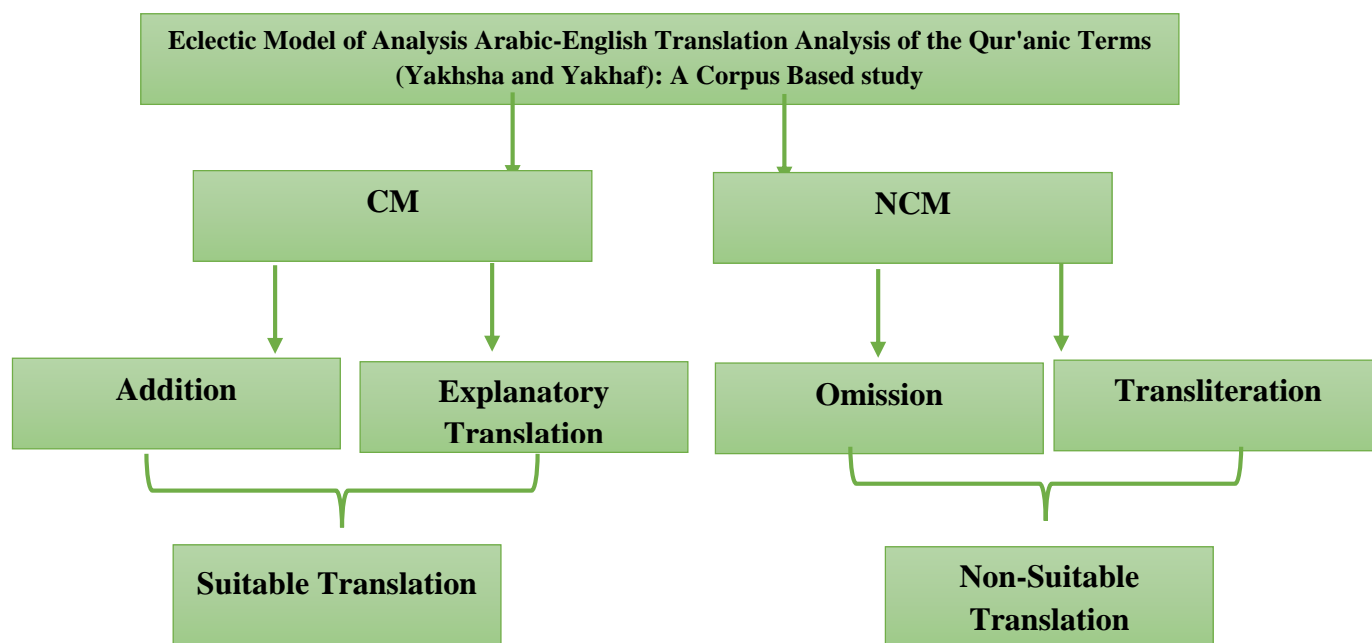 Eclectic Model of Analysis Arabic-English Translation Analysis of the Qur'anic Terms
(Yakhsha and Yakhaf): A Corpus Based study
CM
NCM
Addition
Explanatory
Translation
Omission
Transliteration
Suitable Translation
Non-Suitable
Translation